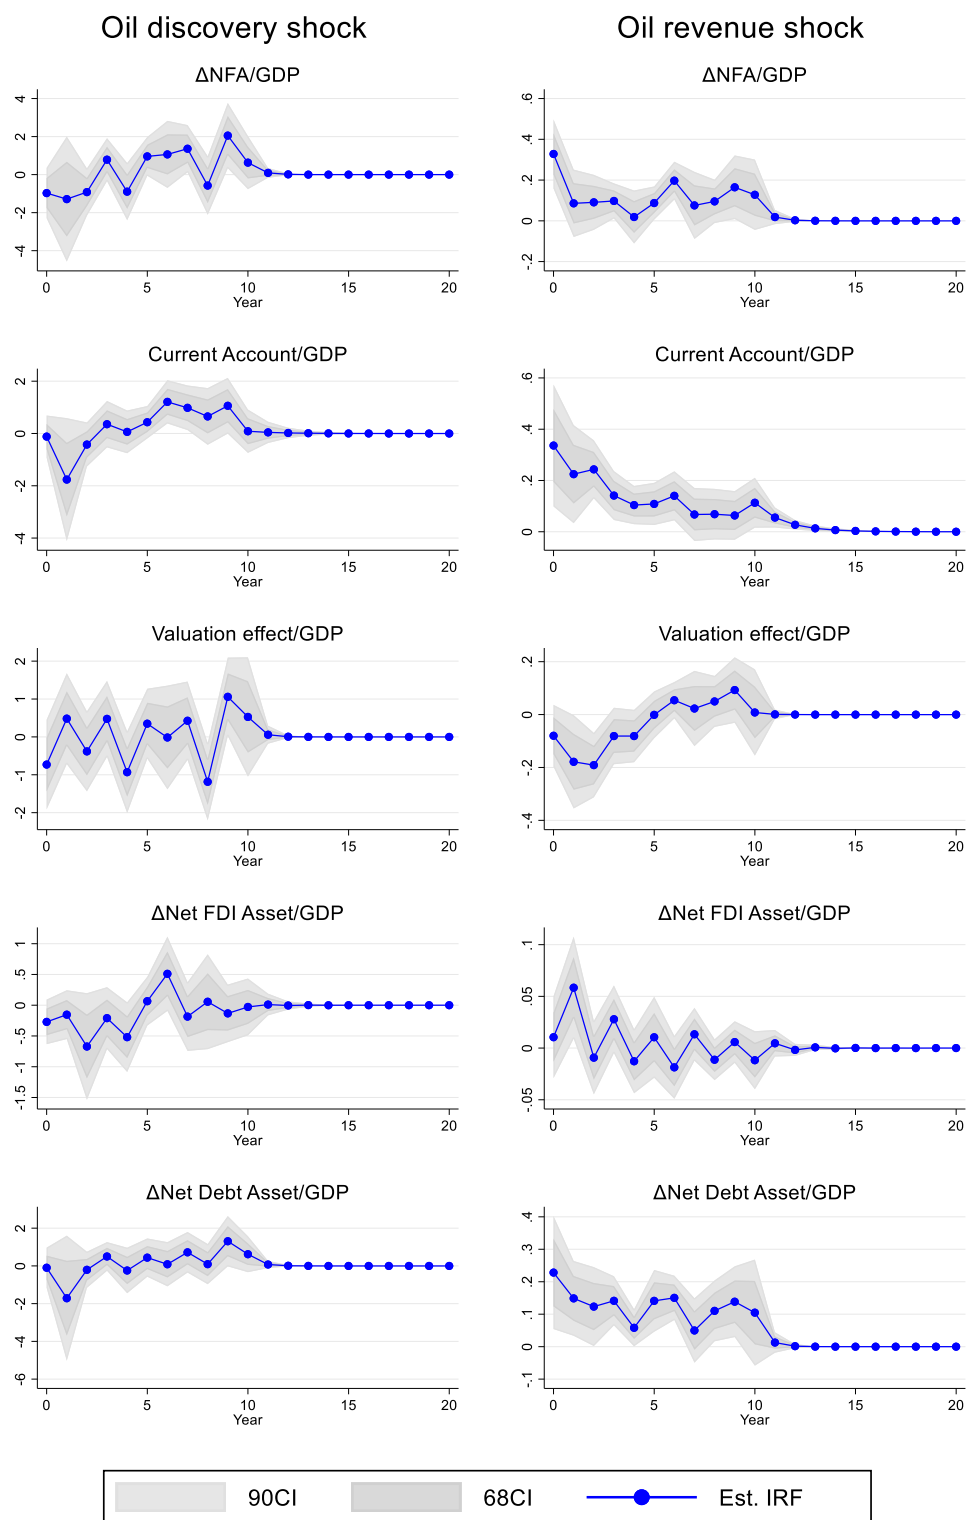 Oil discovery shock
Oil revenue shock
ΔNFA/GDP
4
2
0
-2
-4
0 5 10 15 20
Year
ΔNFA/GDP
.6
.4
.2
0
-.2
0 5 10 15 20
Year
Current Account/GDP
2
0
-2
-4
0 5 10 15 20
Year
Current Account/GDP
.6
.4
.2
0
0 5 10 15 20
Year
Valuation effect/GDP
2
1
0
-1
-2
0 5 10 15 20
Year
Valuation effect/GDP
.2
0
-.2
-.4
0 5 10 15 20
Year
ΔNet FDI Asset/GDP
1
.5
0
-.5
-1
-1.5
0 5 10 15 20
Year
ΔNet FDI Asset/GDP
.1
.05
0
-.05
0 5 10 15 20
Year
ΔNet Debt Asset/GDP
2
0
-2
-4
-6
0 5 10 15 20
Year
ΔNet Debt Asset/GDP
.4
.3
.2
.1
0
-.1
0 5 10 15 20
Year
90CI 68CI Est. IRF